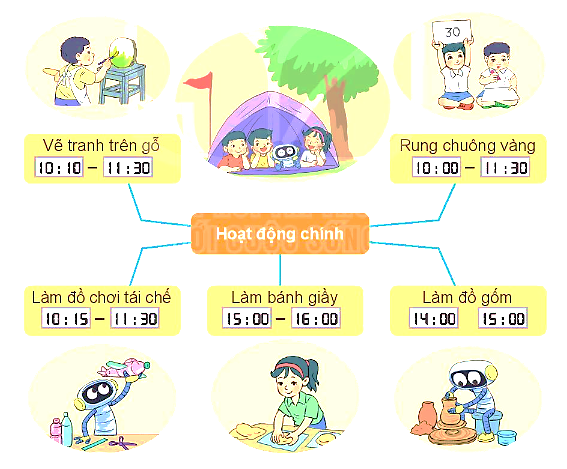 30
Vẽ tranh trên gỗ
10:10 – 11:30
Rung chuông vàng
10:00 – 11:30
Hoạt động chính
Làm đồ chơi tái chế
10:15 – 11:30
Làm bánh giầy
15:00 – 16:00
Làm đồ gốm
14:00 15:00